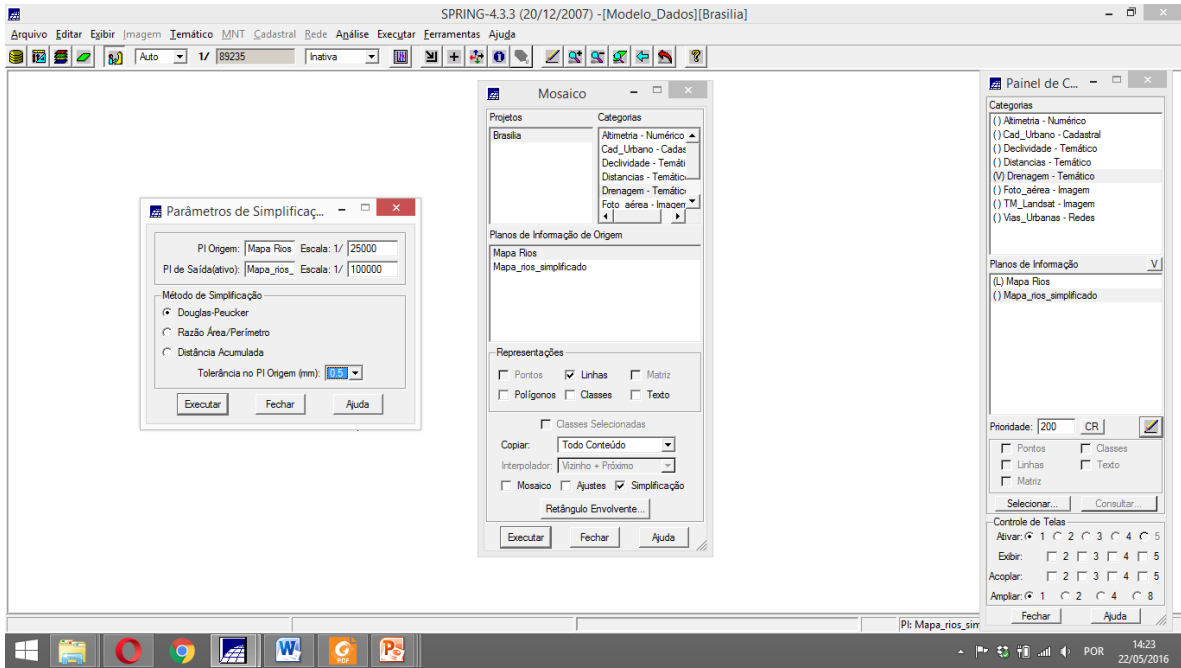 SPRING-4.3.3 (20/12/2007) -[Modelo_Dados][Brasilia]
Arquivo Editar Exibir Imagem Temático MNT Cadastral Rede Análise Executar Ferramentas Ajuda
Auto 1/ 89235 Inativa
Parâmetros de Simplificaç...
PI Origem: Mapa Rios Escala: 1/ 25000
PI de Saída(ativo): Mapa_rios_ Escala: 1/ 100000
Método de Simplificação
Douglas-Peucker
Razão Área/Perímetro
Distância Acumulada
Tolerância no PI Origem (mm): 0.5
Executar Fechar Ajuda
Mosaico
Projetos Categorias
Brasilia
Altimetria - Numérico
Cad_Urbano - Cadas
Declividade - Temáti
Distancias - Temático
Drenagem - Temático
Foto_aérea - Imagem
Planos de Informação de Origem
Mapa Rios
Mapa_rios_simplificado
Representações
Pontos Linhas Matriz
Polígonos Classes Texto
Classes Selecionadas
Copiar: Todo Conteúdo
Interpolador: Vizinho + Próximo
Mosaico Ajustes Simplificação
Retângulo Envolvente...
Executar Fechar Ajuda
Painel de C...
Categorias
( ) Altimetria - Numérico
( ) Cad_Urbano - Cadastral
( ) Declividade - Temático
( ) Distancias - Temático
(V) Drenagem - Temático
( ) Foto_aérea - Imagem
( ) TM_Landsat - Imagem
( ) Vias_Urbanas - Redes
Planos de Informação V
(L) Mapa Rios
( ) Mapa_rios_simplificado
Prioridade: 200 CR
Pontos Classes
Linhas Texto
Matriz
Selecionar... Consultar...
Controle de Telas
Ativar: 1 2 3 4 5
Exibir: 2 3 4 5
Acoplar: 2 3 4 5
Ampliar: 1 2 4 8
Fechar Ajuda
PI: Mapa_rios_sim
POR
14:23
22/05/2016